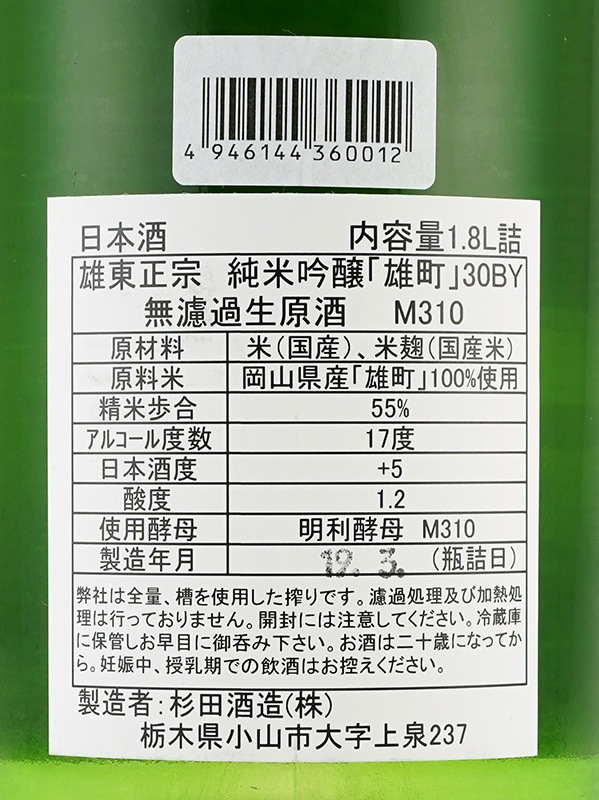 4 946144 360012
日本酒 内容量1.8L詰
雄東正宗 純米吟醸「雄町」30BY
無濾過生原酒 M310
原材料 米(国産)、米麹(国産米)
原料米 岡山県産「雄町」100%使用
精米歩合 55%
アルコール度数 17度
日本酒度 +5
酸度 1.2
使用酵母 明利酵母 M310
製造年月 19.3. (瓶詰日)
弊社は全量、槽を使用した搾りです。濾過処理及び加熱処
理は行っておりません。開封には注意してください。冷蔵庫
に保管しお早目に御呑み下さい。お酒は二十歳になってか
ら。妊娠中、授乳期での飲酒はお控えください。
製造者:杉田酒造(株)
栃木県小山市大字上泉237